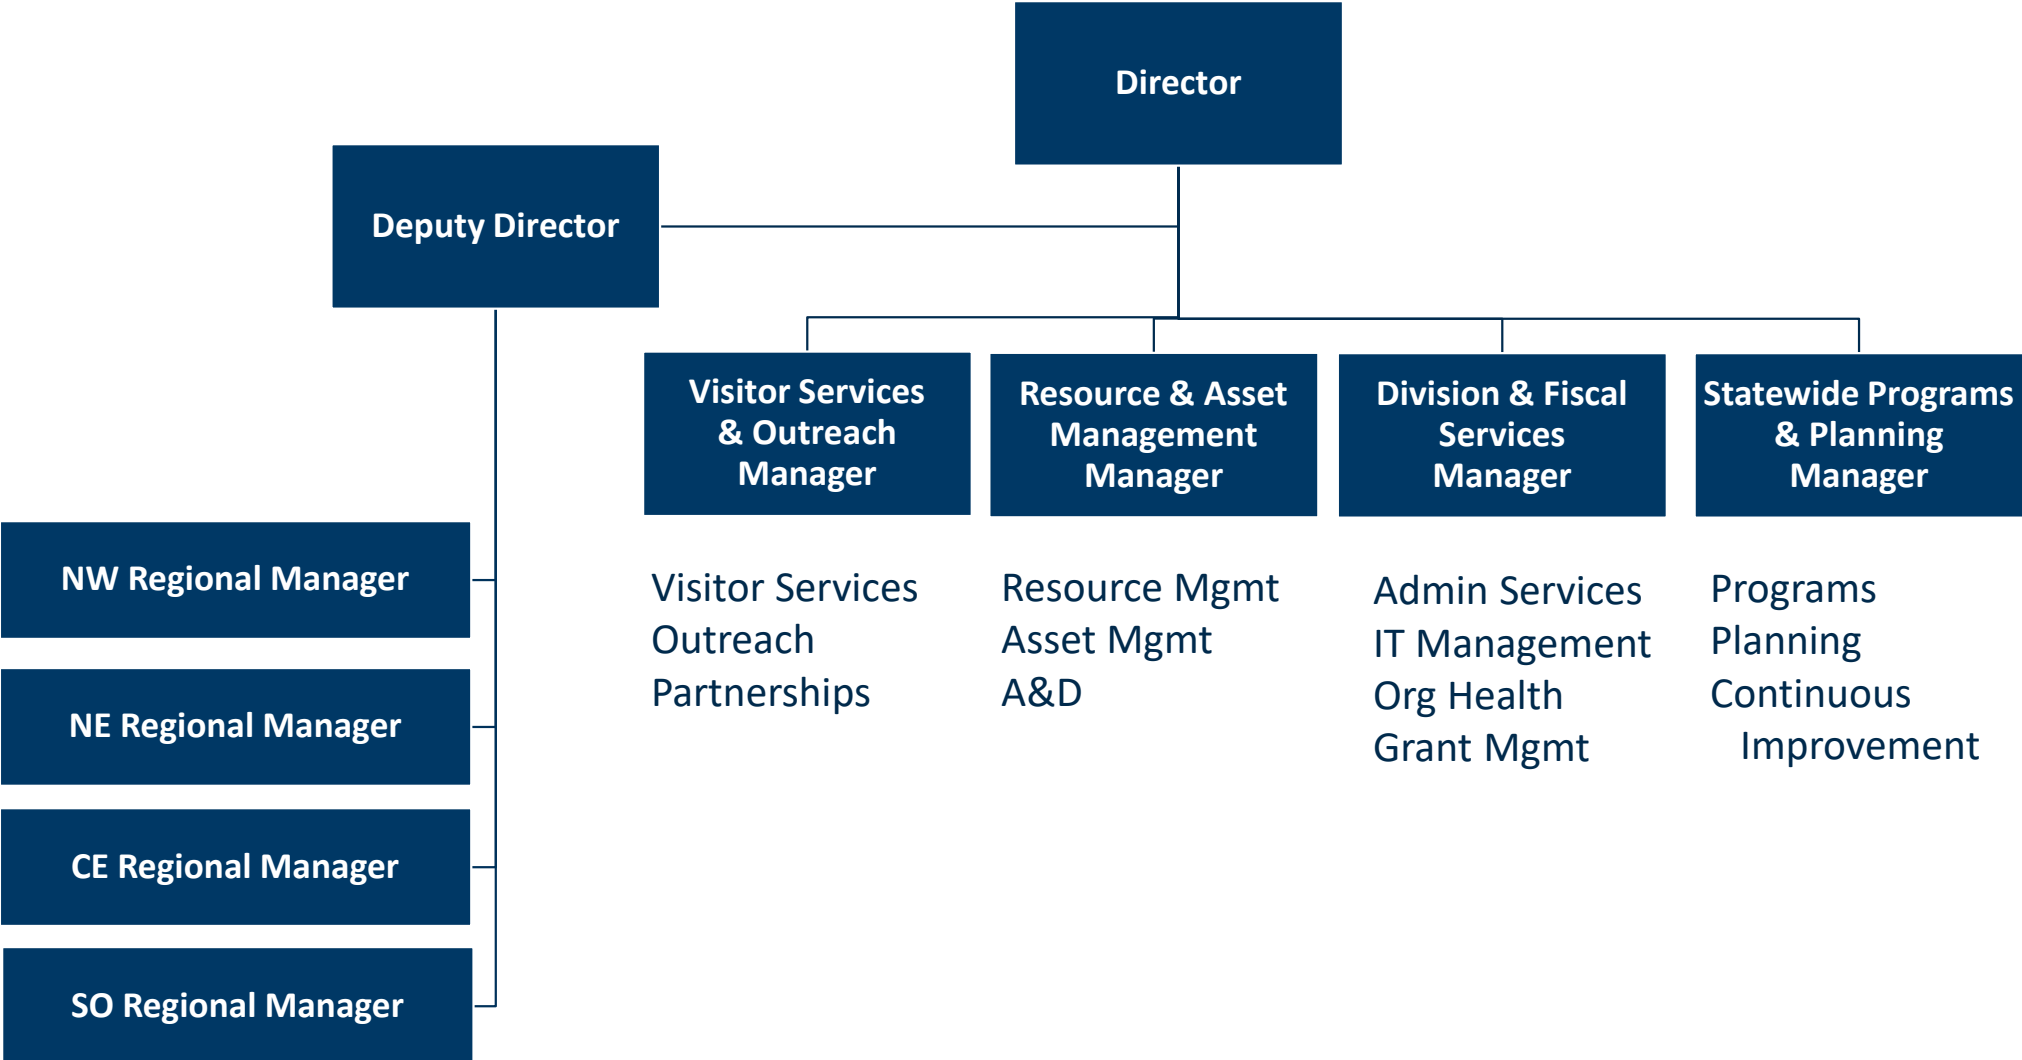 Director
Deputy Director
Visitor Services
& Outreach
Manager
Resource & Asset
Management
Manager
Division & Fiscal
Services
Manager
Statewide Programs
& Planning
Manager
NW Regional Manager
NE Regional Manager
CE Regional Manager
SO Regional Manager
Visitor Services
Outreach
Partnerships
Resource Mgmt
Asset Mgmt
A&D
Admin Services
IT Management
Org Health
Grant Mgmt
Programs
Planning
Continuous
Improvement